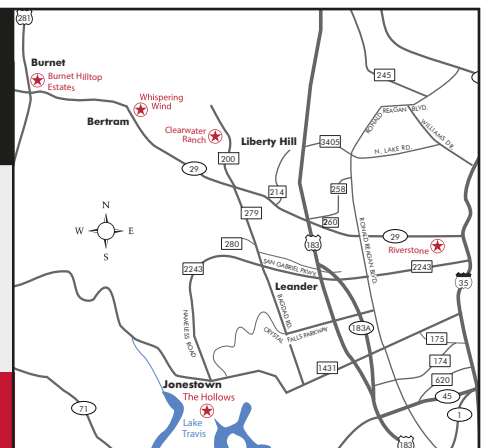 281
Burnet
Burnet Hilltop
Estates
Whispering
Wind
Bertram
Clearwater
Ranch
Liberty Hill
245
RONALD REAGAN BLVD.
WILLIAMS DR.
3405
N. LAKE RD.
200
29
214
258
279
260
N
W
E
S
280
183
29
Riverstone
RONALD REAGAN BLVD.
2243
SAN GABRIEL PKWY.
2243
35
Leander
BAGDAD RD.
NAMELESS ROAD
CRYSTAL FALLS PARKWAY
183A
175
174
1431
620
Jonestown
The Hollows
45
71
1
Lake
Travis
183